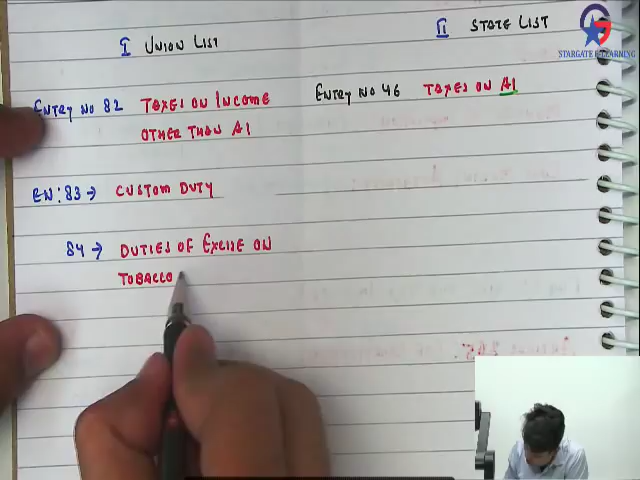 I UNION LIST
II STATE LIST
STARGATE E-LEARNING
ENTRY NO 82 TAXES ON INCOME
OTHER THAN AI
ENTRY NO 46 TAXES ON AI
EN: 83 → CUSTOM DUTY
84 → DUTIES OF EXCISE ON
TOBACCO